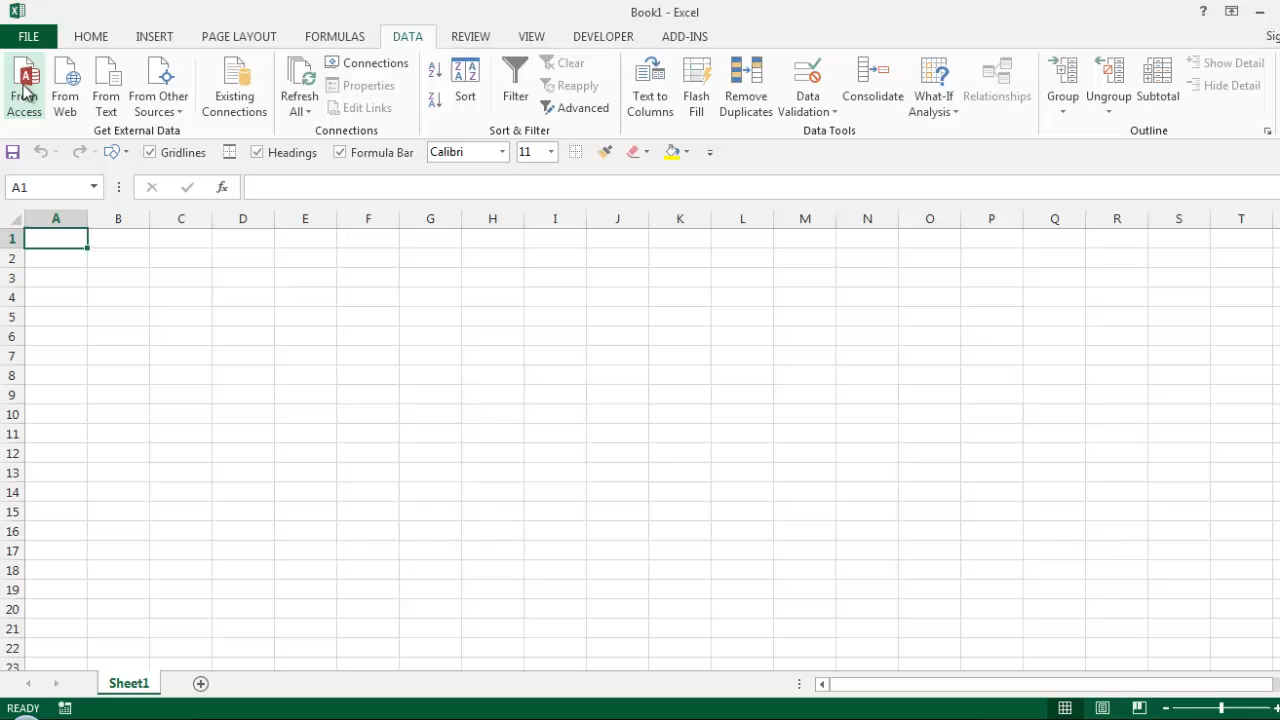 Book1 - Excel
?
FILE HOME INSERT PAGE LAYOUT FORMULAS DATA REVIEW VIEW DEVELOPER ADD-INS
From Access
From Web
From Text
From Other Sources
Existing Connections
Get External Data
Refresh All
Connections
Properties
Edit Links
Connections
Sort
Filter
Clear
Reapply
Advanced
Sort & Filter
Text to Columns
Flash Fill
Remove Duplicates
Data Validation
Consolidate
What-If Analysis
Relationships
Data Tools
Group
Ungroup
Subtotal
Show Detail
Hide Detail
Outline
Gridlines Headings Formula Bar Calibri 11
A1 fx
A B C D E F G H I J K L M N O P Q R S T
1
2
3
4
5
6
7
8
9
10
11
12
13
14
15
16
17
18
19
20
21
22
23
Sheet1
READY